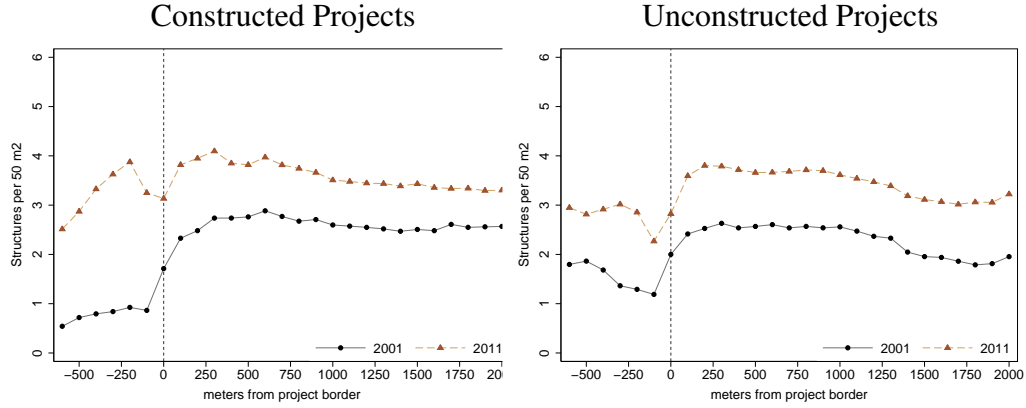 Constructed Projects
Structures per 50 m2
6
5
4
3
2
1
0
2001 2011
−500 −250 0 250 500 750 1000 1250 1500 1750 200
meters from project border
Unconstructed Projects
Structures per 50 m2
6
5
4
3
2
1
0
2001 2011
−500 −250 0 250 500 750 1000 1250 1500 1750 2000
meters from project border